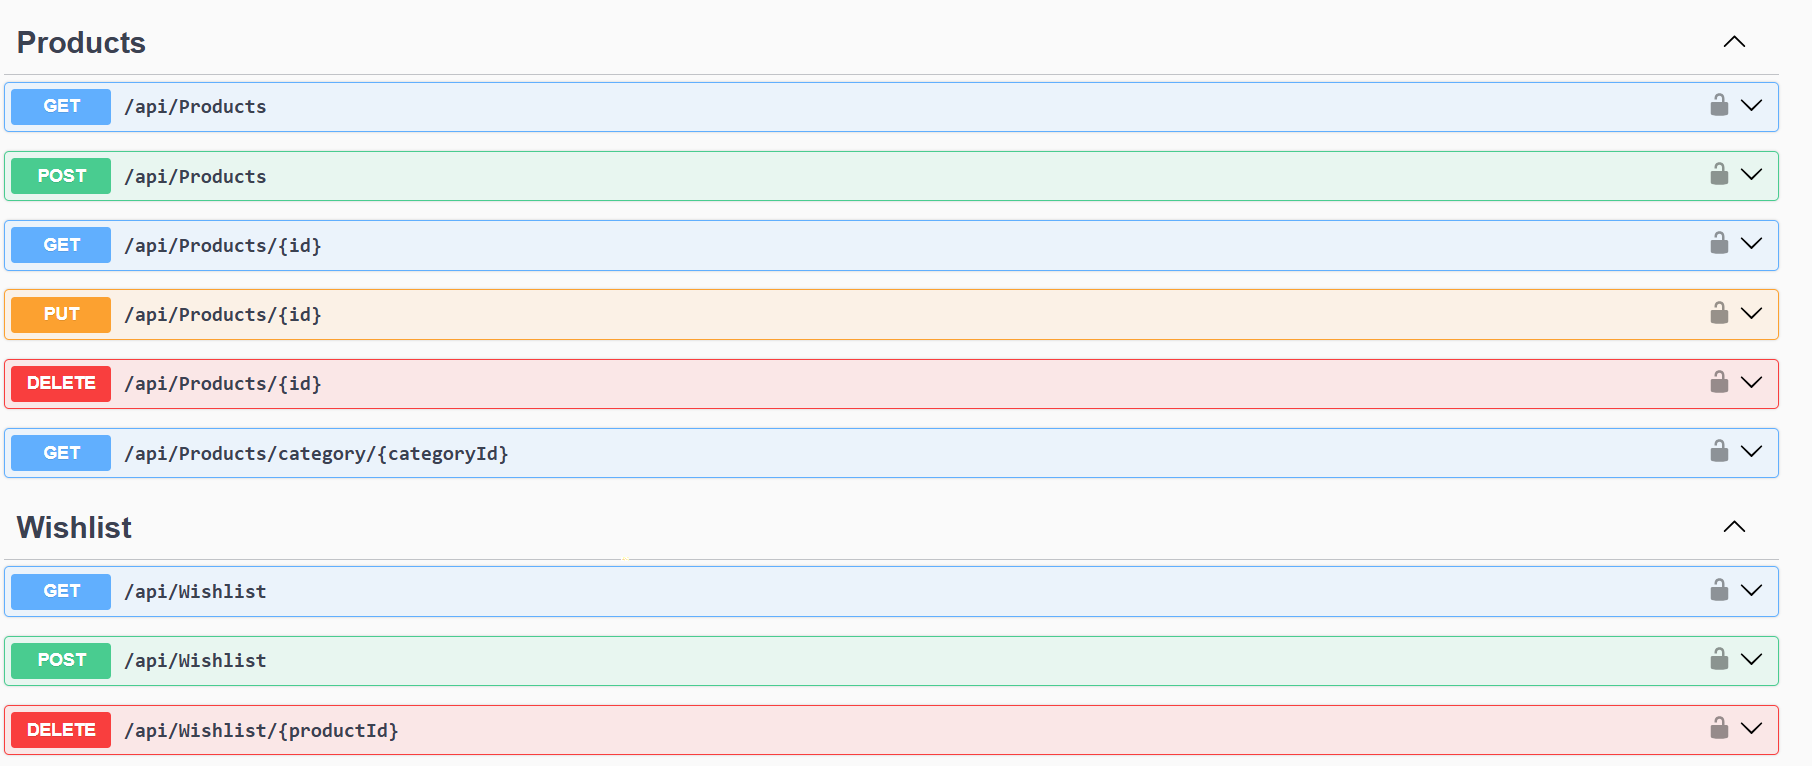 Products
GET /api/Products
POST /api/Products
GET /api/Products/{id}
PUT /api/Products/{id}
DELETE /api/Products/{id}
GET /api/Products/category/{categoryId}
Wishlist
GET /api/Wishlist
POST /api/Wishlist
DELETE /api/Wishlist/{productId}